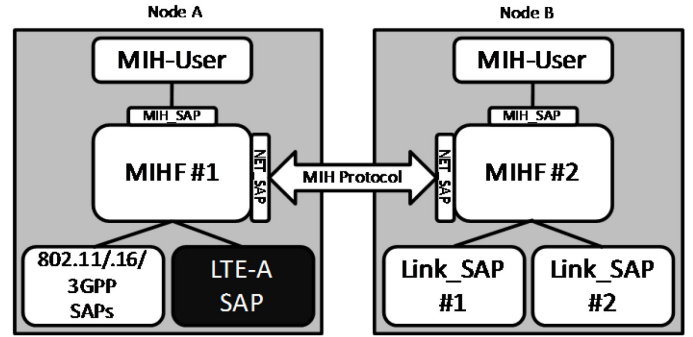 Node A
Node B
MIH-User
MIH-User
MIH_SAP
MIH_SAP
MIHF #1
NET_SAP
MIH Protocol
NET_SAP
MIHF #2
802.11/.16/
3GPP
SAPs
LTE-A
SAP
Link_SAP
#1
Link_SAP
#2